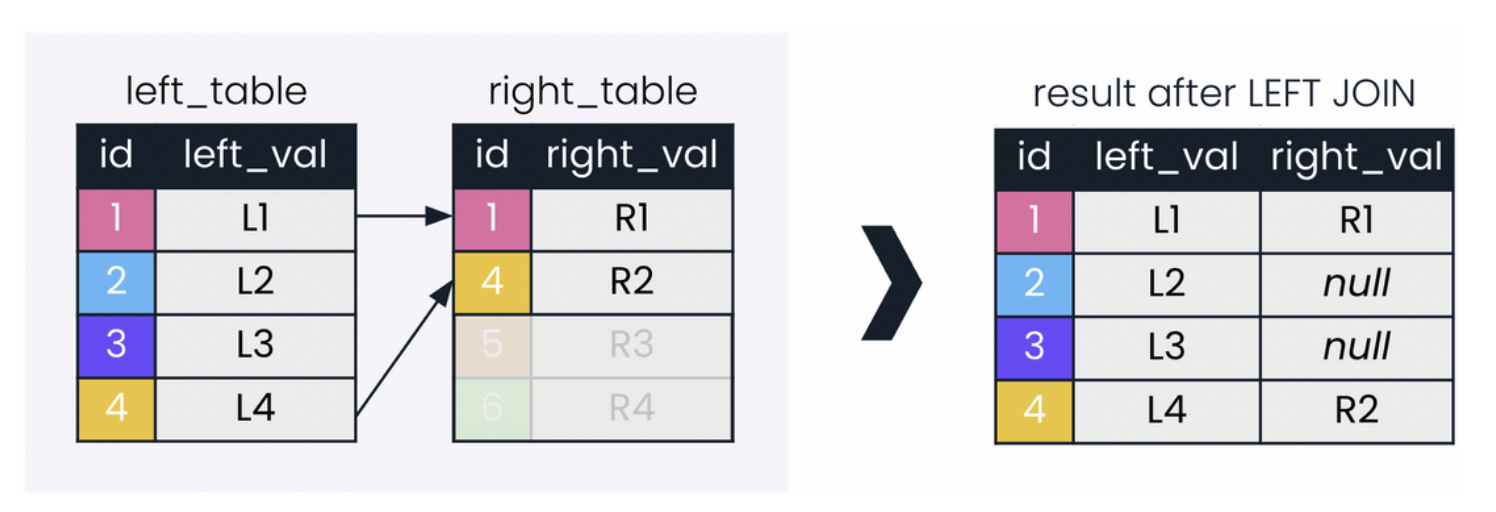 left_table
id left_val
1 L1
2 L2
3 L3
4 L4
right_table
id right_val
1 R1
4 R2
5 R3
6 R4
result after LEFT JOIN
id left_val right_val
1 L1 R1
2 L2 null
3 L3 null
4 L4 R2